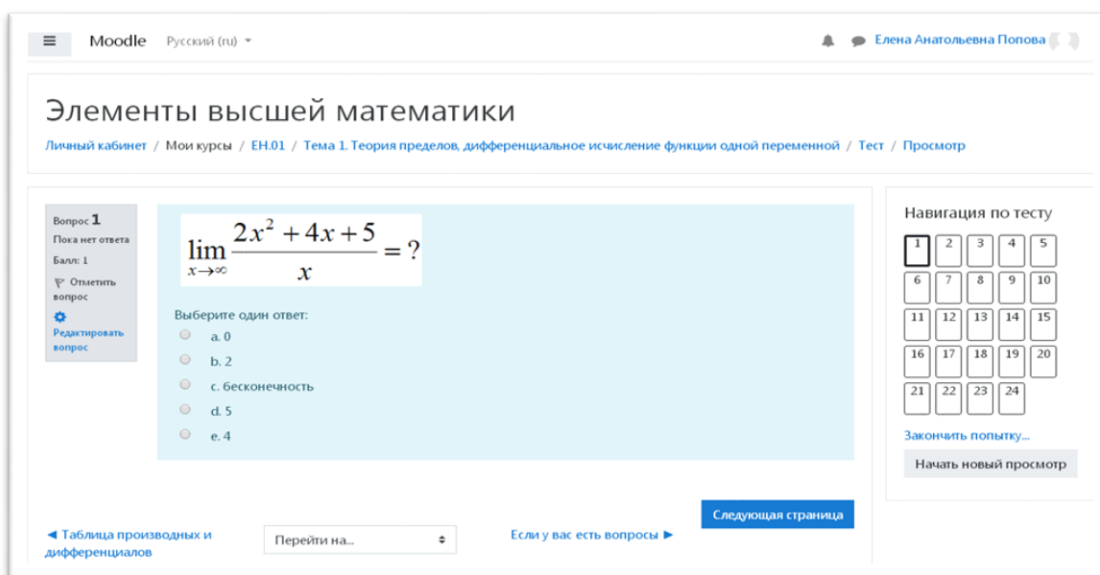 Moodle Русский (ru)
Елена Анатольевна Попова
Элементы высшей математики
Личный кабинет / Мои курсы / ЕН.01 / Тема 1. Теория пределов, дифференциальное исчисление функции одной переменной / Тест / Просмотр
Вопрос 1
Пока нет ответа
Балл: 1
Отметить
вопрос
Редактировать
вопрос
lim x→∞ (2x² + 4x + 5)/x = ?
Выберите один ответ:
a. 0
b. 2
c. бесконечность
d. 5
e. 4
Навигация по тесту
1 2 3 4 5
6 7 8 9 10
11 12 13 14 15
16 17 18 19 20
21 22 23 24
Закончить попытку...
Начать новый просмотр
Следующая страница
◄ Таблица производных и
дифференциалов
Перейти на...
Если у вас есть вопросы ►